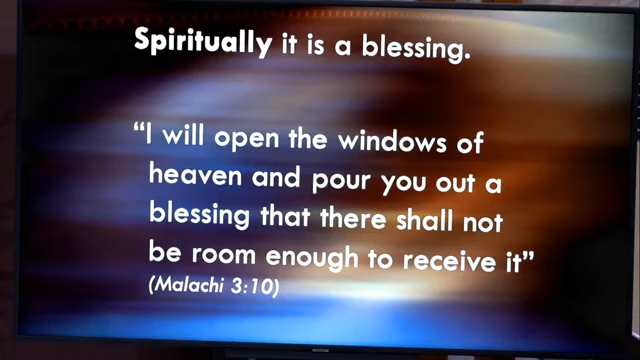 Spiritually it is a blessing.
“I will open the windows of
heaven and pour you out a
blessing that there shall not
be room enough to receive it”
(Malachi 3:10)